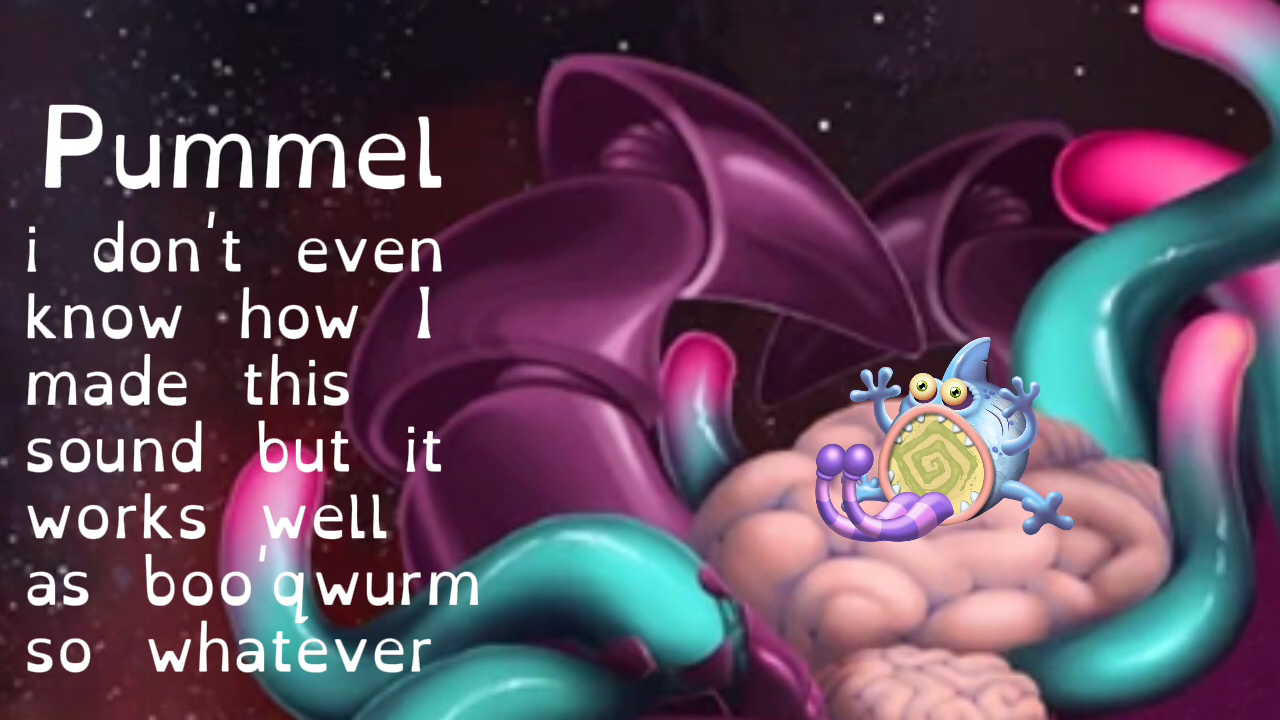 Pummel
i don't even
know how I
made this
sound but it
works well
as boo'qwurm
so whatever